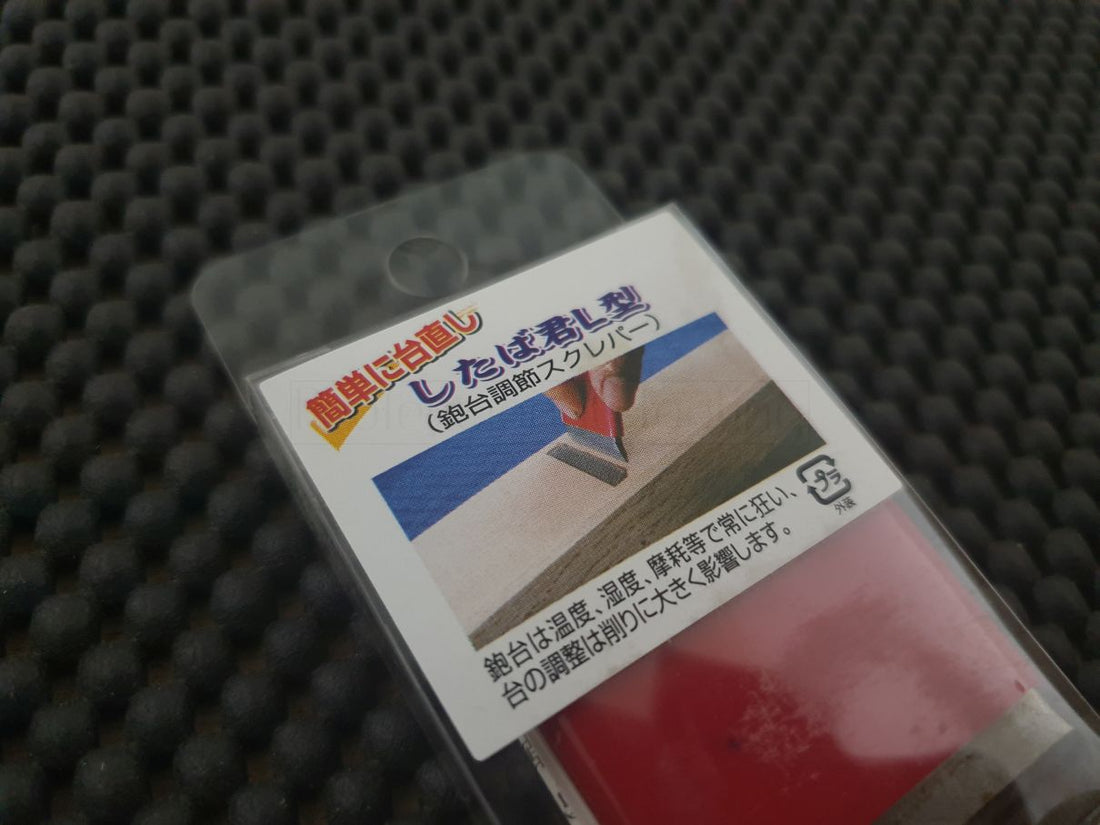 簡単に台直し
したば君L型
(鉋台調節スクレパー)
プラ
外装
鉋台は温度、湿度、摩耗等で常に狂い、
台の調整は削りに大きく影響します。